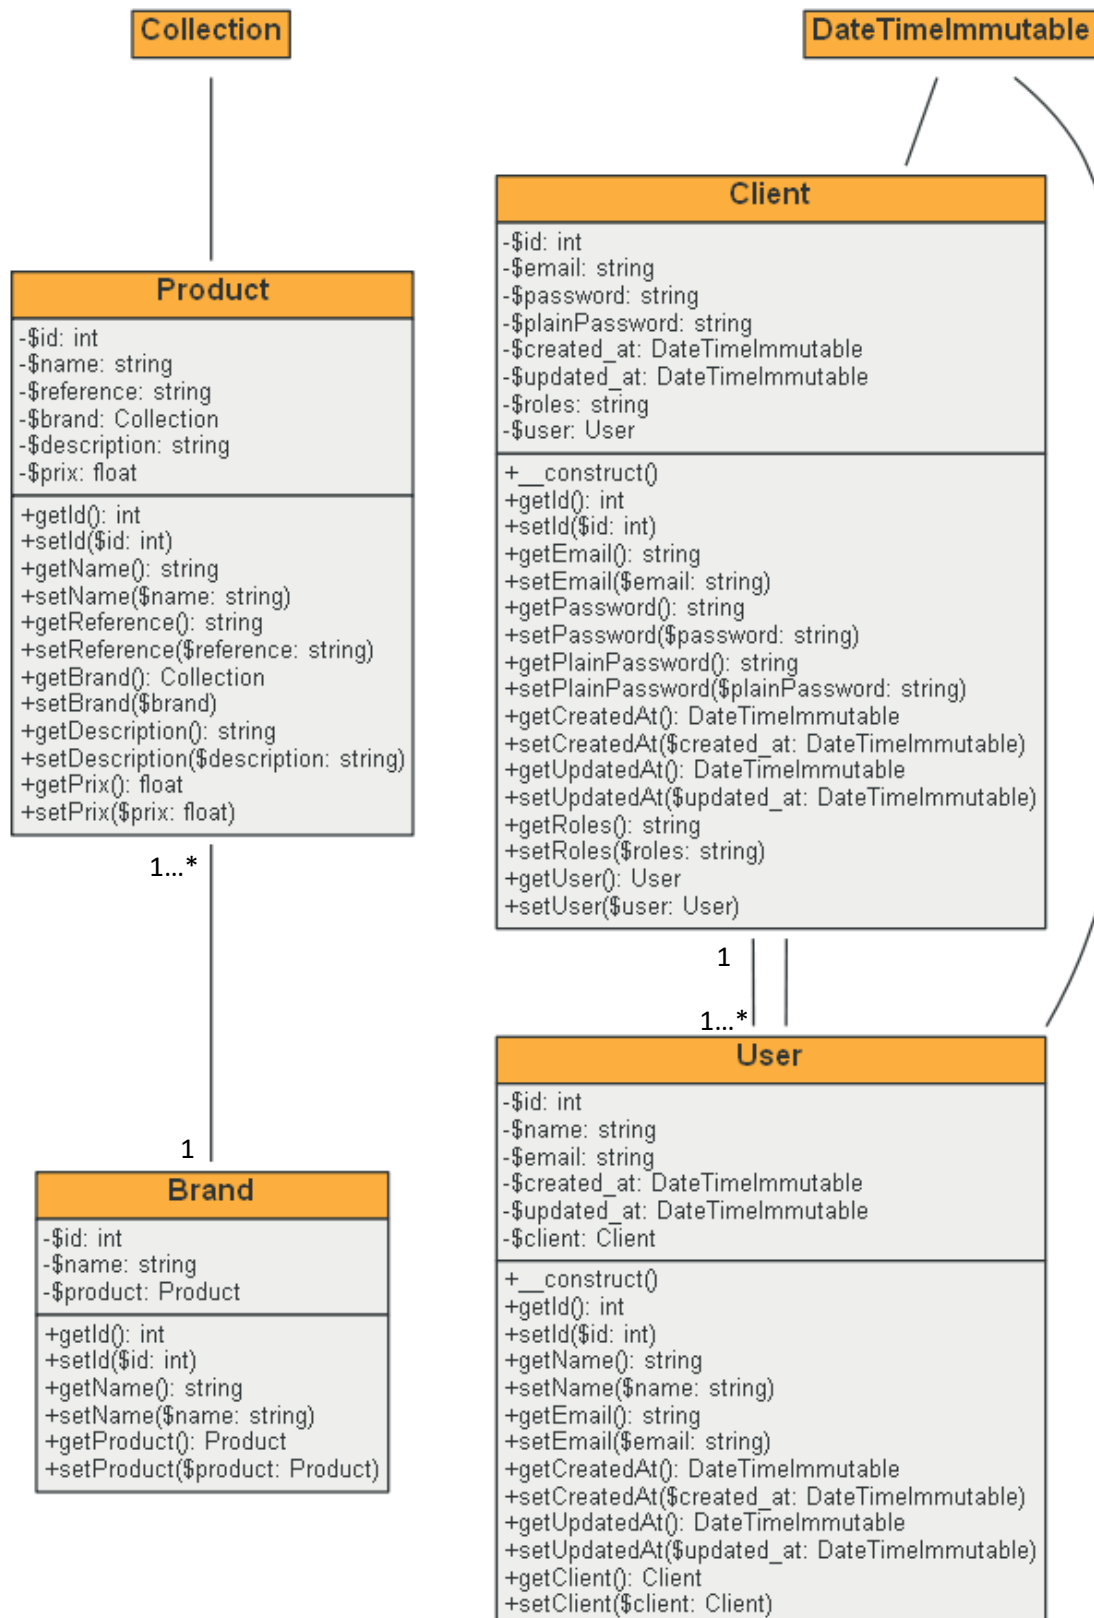 Collection
DateTimeImmutable
Product
-$id: int
-$name: string
-$reference: string
-$brand: Collection
-$description: string
-$prix: float
+getId(): int
+setId($id: int)
+getName(): string
+setName($name: string)
+getReference(): string
+setReference($reference: string)
+getBrand(): Collection
+setBrand($brand)
+getDescription(): string
+setDescription($description: string)
+getPrix(): float
+setPrix($prix: float)
1...*
1
Brand
-$id: int
-$name: string
-$product: Product
+getId(): int
+setId($id: int)
+getName(): string
+setName($name: string)
+getProduct(): Product
+setProduct($product: Product)
Client
-$id: int
-$email: string
-$password: string
-$plainPassword: string
-$created_at: DateTimeImmutable
-$updated_at: DateTimeImmutable
-$roles: string
-$user: User
+__construct()
+getId(): int
+setId($id: int)
+getEmail(): string
+setEmail($email: string)
+getPassword(): string
+setPassword($password: string)
+getPlainPassword(): string
+setPlainPassword($plainPassword: string)
+getCreatedAt(): DateTimeImmutable
+setCreatedAt($created_at: DateTimeImmutable)
+getUpdatedAt(): DateTimeImmutable
+setUpdatedAt($updated_at: DateTimeImmutable)
+getRoles(): string
+setRoles($roles: string)
+getUser(): User
+setUser($user: User)
1
1...*
User
-$id: int
-$name: string
-$email: string
-$created_at: DateTimeImmutable
-$updated_at: DateTimeImmutable
-$client: Client
+__construct()
+getId(): int
+setId($id: int)
+getName(): string
+setName($name: string)
+getEmail(): string
+setEmail($email: string)
+getCreatedAt(): DateTimeImmutable
+setCreatedAt($created_at: DateTimeImmutable)
+getUpdatedAt(): DateTimeImmutable
+setUpdatedAt($updated_at: DateTimeImmutable)
+getClient(): Client
+setClient($client: Client)